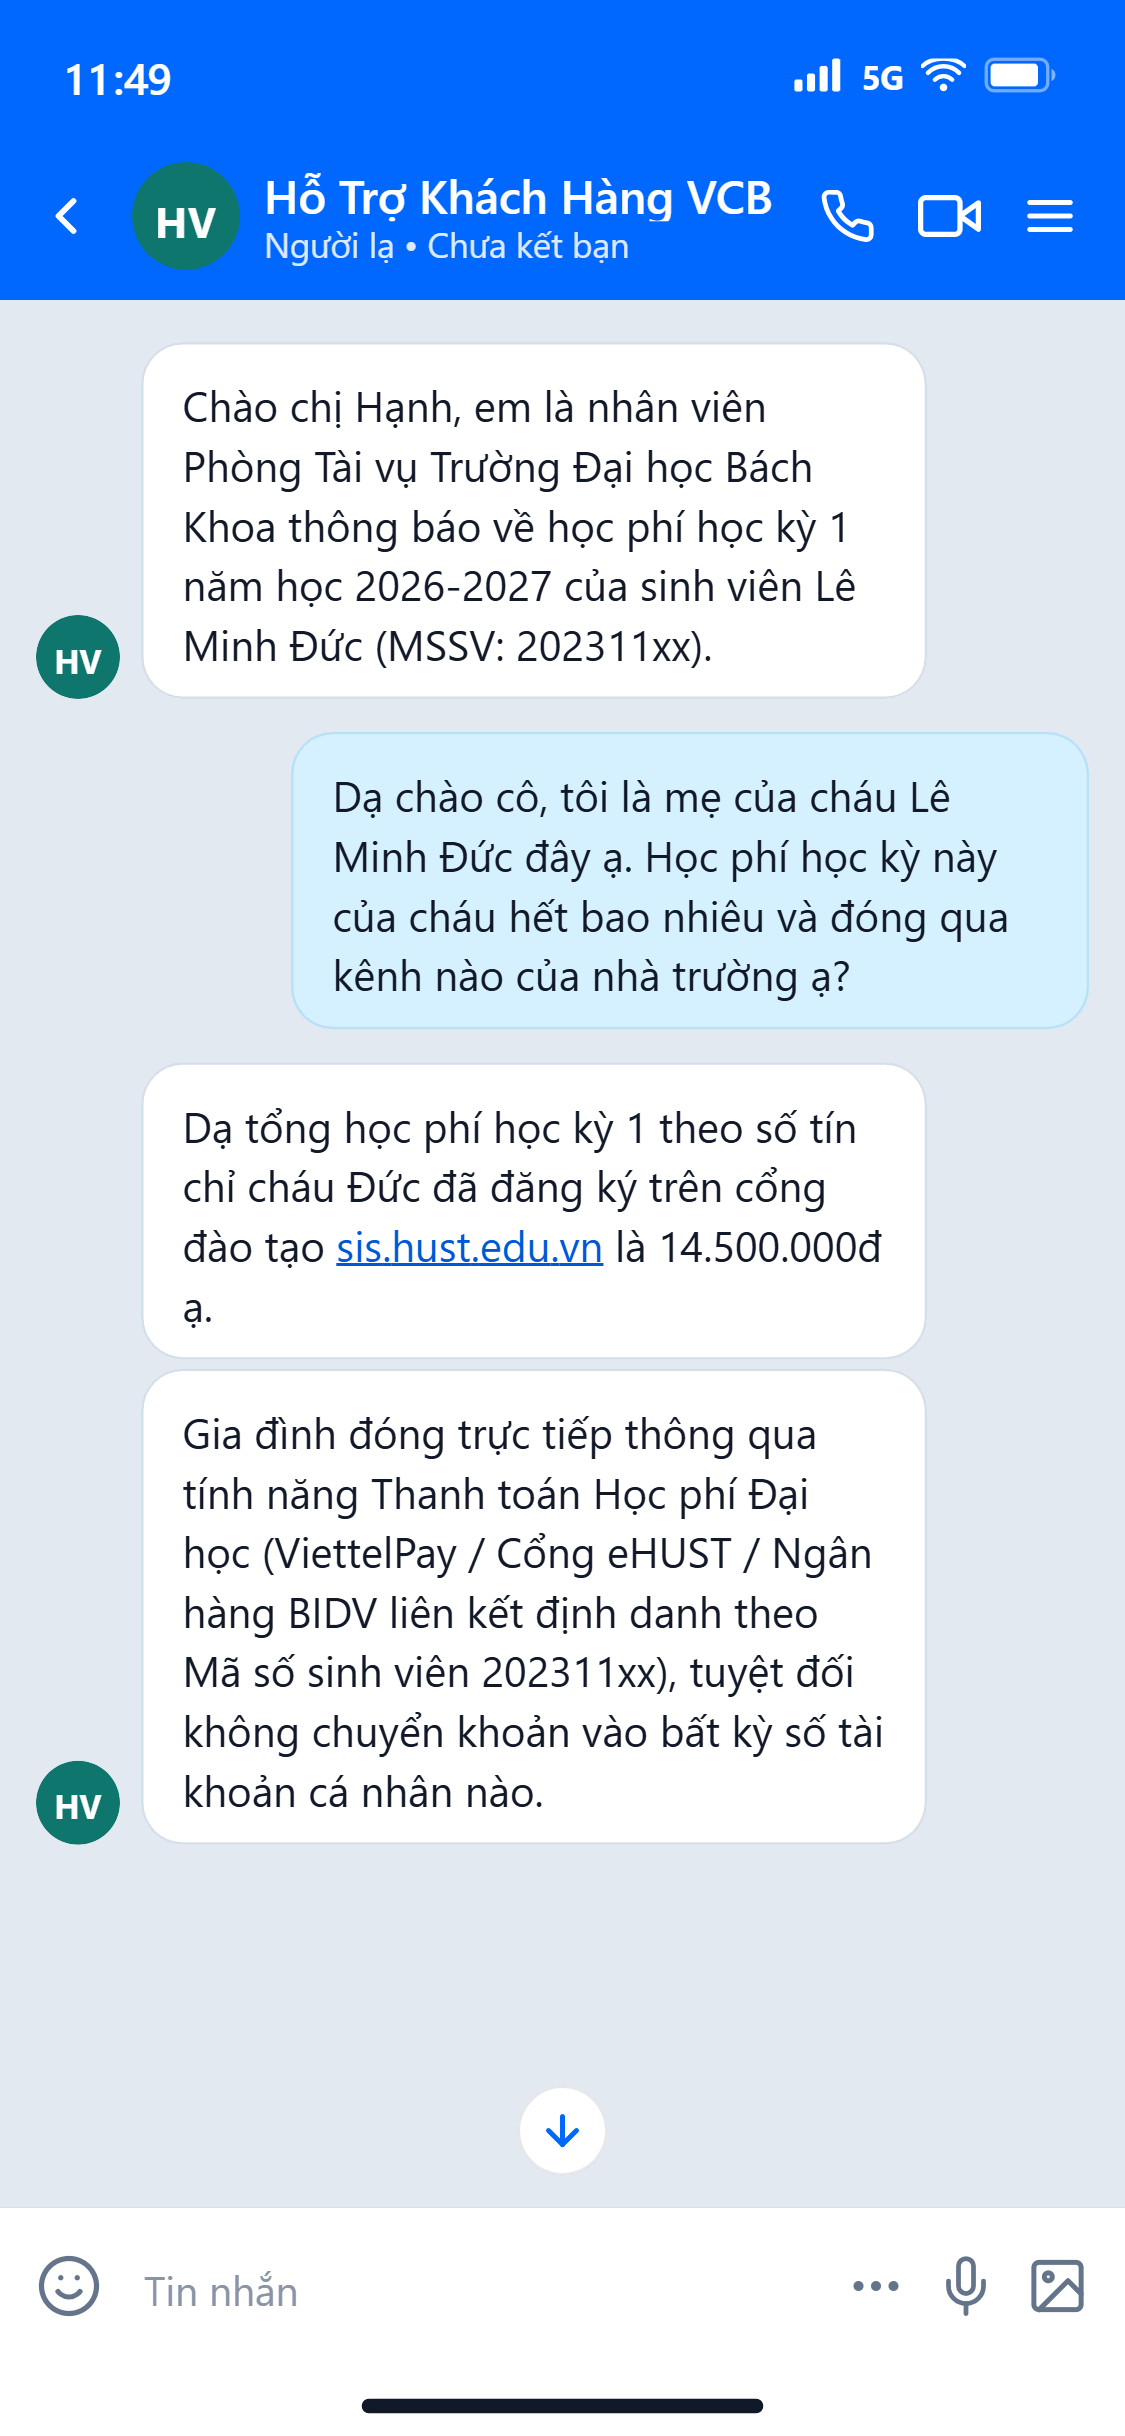 11:49
5G
HV
Hỗ Trợ Khách Hàng VCB
Người lạ • Chưa kết bạn
Chào chị Hạnh, em là nhân viên
Phòng Tài vụ Trường Đại học Bách
Khoa thông báo về học phí học kỳ 1
năm học 2026-2027 của sinh viên Lê
Minh Đức (MSSV: 202311xx).
HV
Dạ chào cô, tôi là mẹ của cháu Lê
Minh Đức đây ạ. Học phí học kỳ này
của cháu hết bao nhiêu và đóng qua
kênh nào của nhà trường ạ?
Dạ tổng học phí học kỳ 1 theo số tín
chỉ cháu Đức đã đăng ký trên cổng
đào tạo sis.hust.edu.vn là 14.500.000đ
ạ.
Gia đình đóng trực tiếp thông qua
tính năng Thanh toán Học phí Đại
học (ViettelPay / Cổng eHUST / Ngân
hàng BIDV liên kết định danh theo
Mã số sinh viên 202311xx), tuyệt đối
không chuyển khoản vào bất kỳ số tài
khoản cá nhân nào.
HV
Tin nhắn